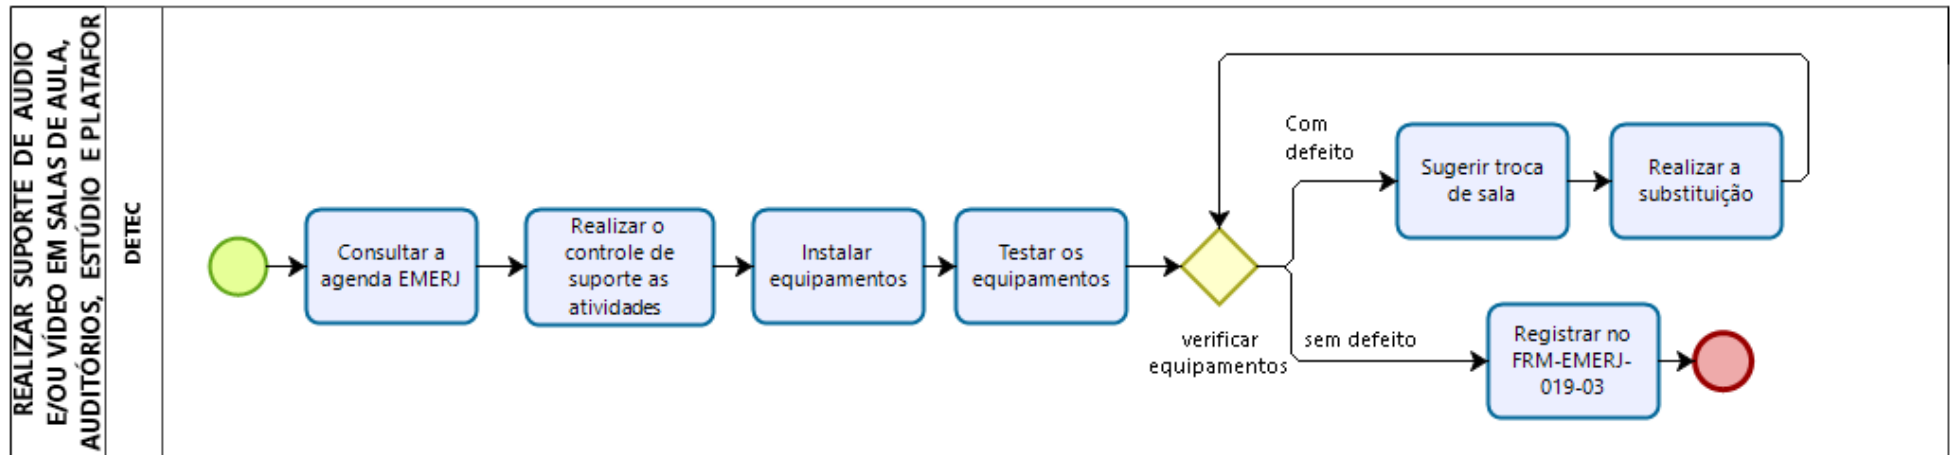 REALIZAR SUPORTE DE AUDIO
E/OU VÍDEO EM SALAS DE AULA,
AUDITÓRIOS, ESTÚDIO E PLATAFOR
DETEC
Consultar a
agenda EMERJ
Realizar o
controle de
suporte as
atividades
Instalar
equipamentos
Testar os
equipamentos
verificar
equipamentos
Com
defeito
Sugerir troca
de sala
Realizar a
substituição
sem defeito
Registrar no
FRM-EMERJ-
019-03